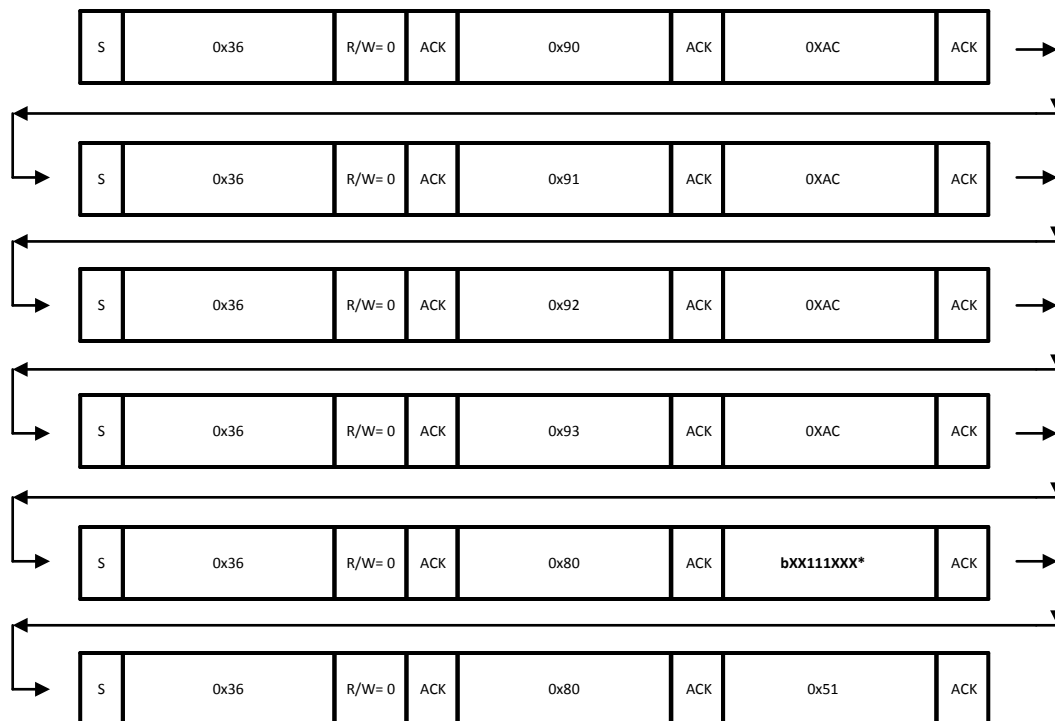 S 0x36 R/W= 0 ACK 0x90 ACK 0XAC ACK
S 0x36 R/W= 0 ACK 0x91 ACK 0XAC ACK
S 0x36 R/W= 0 ACK 0x92 ACK 0XAC ACK
S 0x36 R/W= 0 ACK 0x93 ACK 0XAC ACK
S 0x36 R/W= 0 ACK 0x80 ACK bXX111XXX* ACK
S 0x36 R/W= 0 ACK 0x80 ACK 0x51 ACK